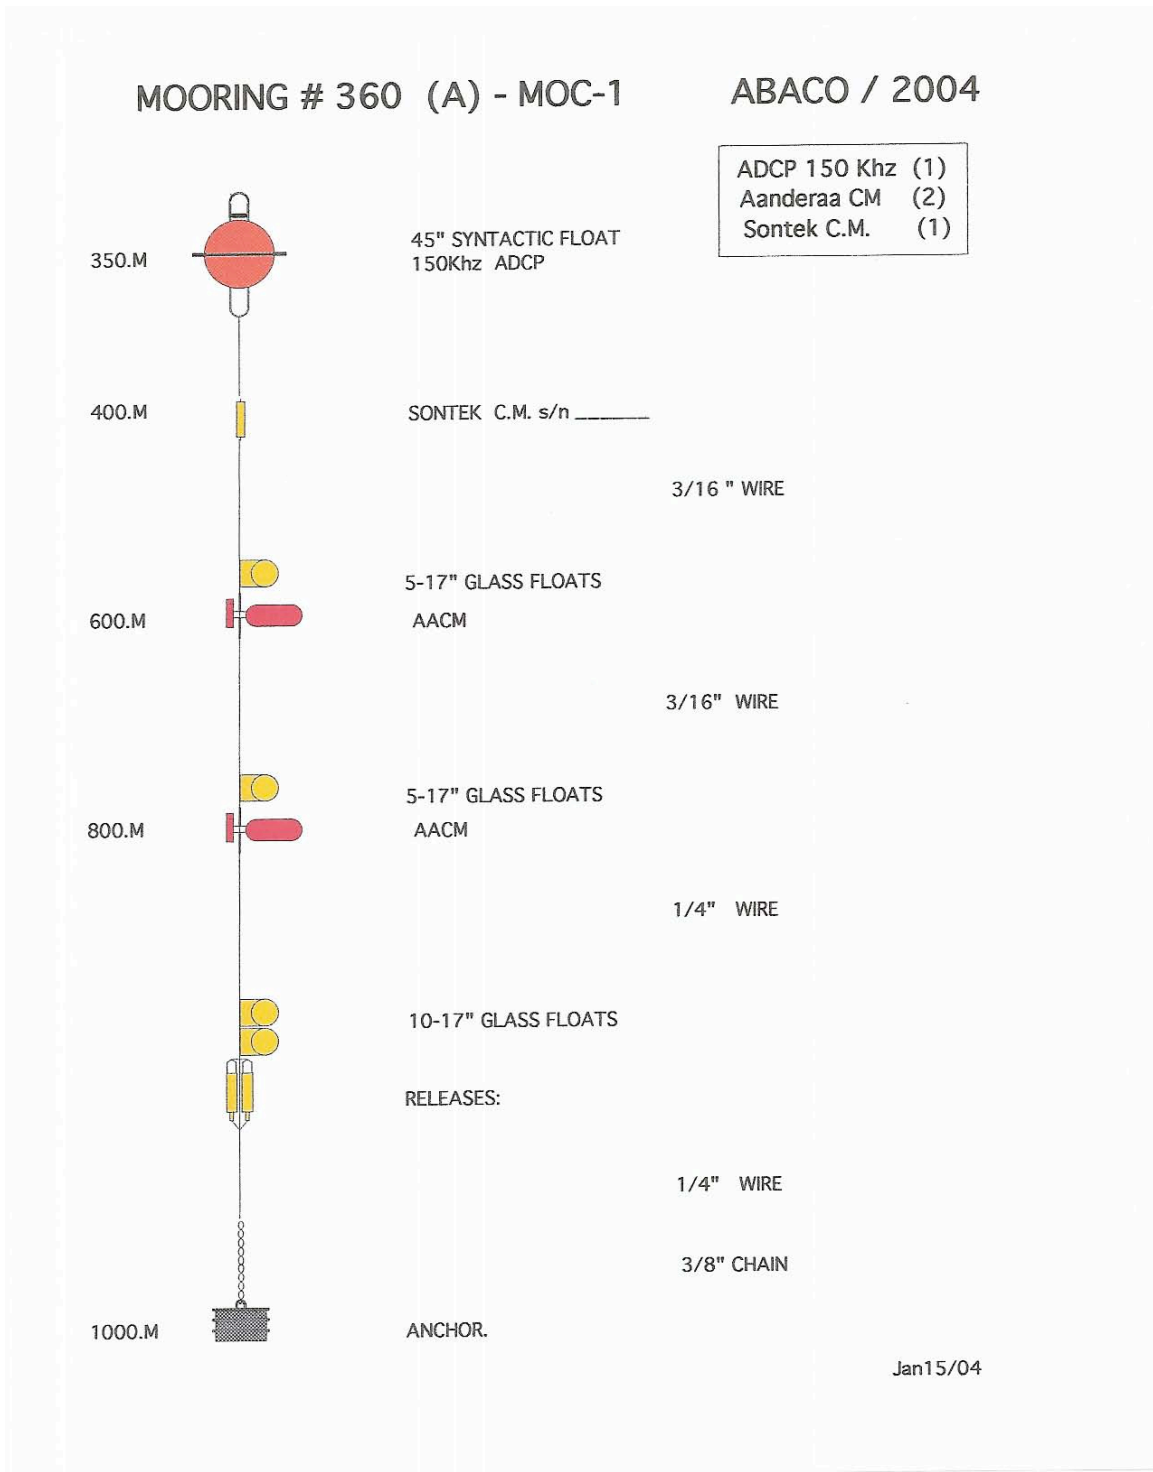 MOORING # 360 (A) - MOC-1 ABACO / 2004
ADCP 150 Khz (1)
Aanderaa CM (2)
Sontek C.M. (1)
45" SYNTACTIC FLOAT
350.M 150Khz ADCP
400.M SONTEK C.M. s/n ______
3/16 " WIRE
5-17" GLASS FLOATS
600.M AACM
3/16" WIRE
5-17" GLASS FLOATS
800.M AACM
1/4" WIRE
10-17" GLASS FLOATS
RELEASES:
1/4" WIRE
3/8" CHAIN
1000.M ANCHOR.
Jan15/04